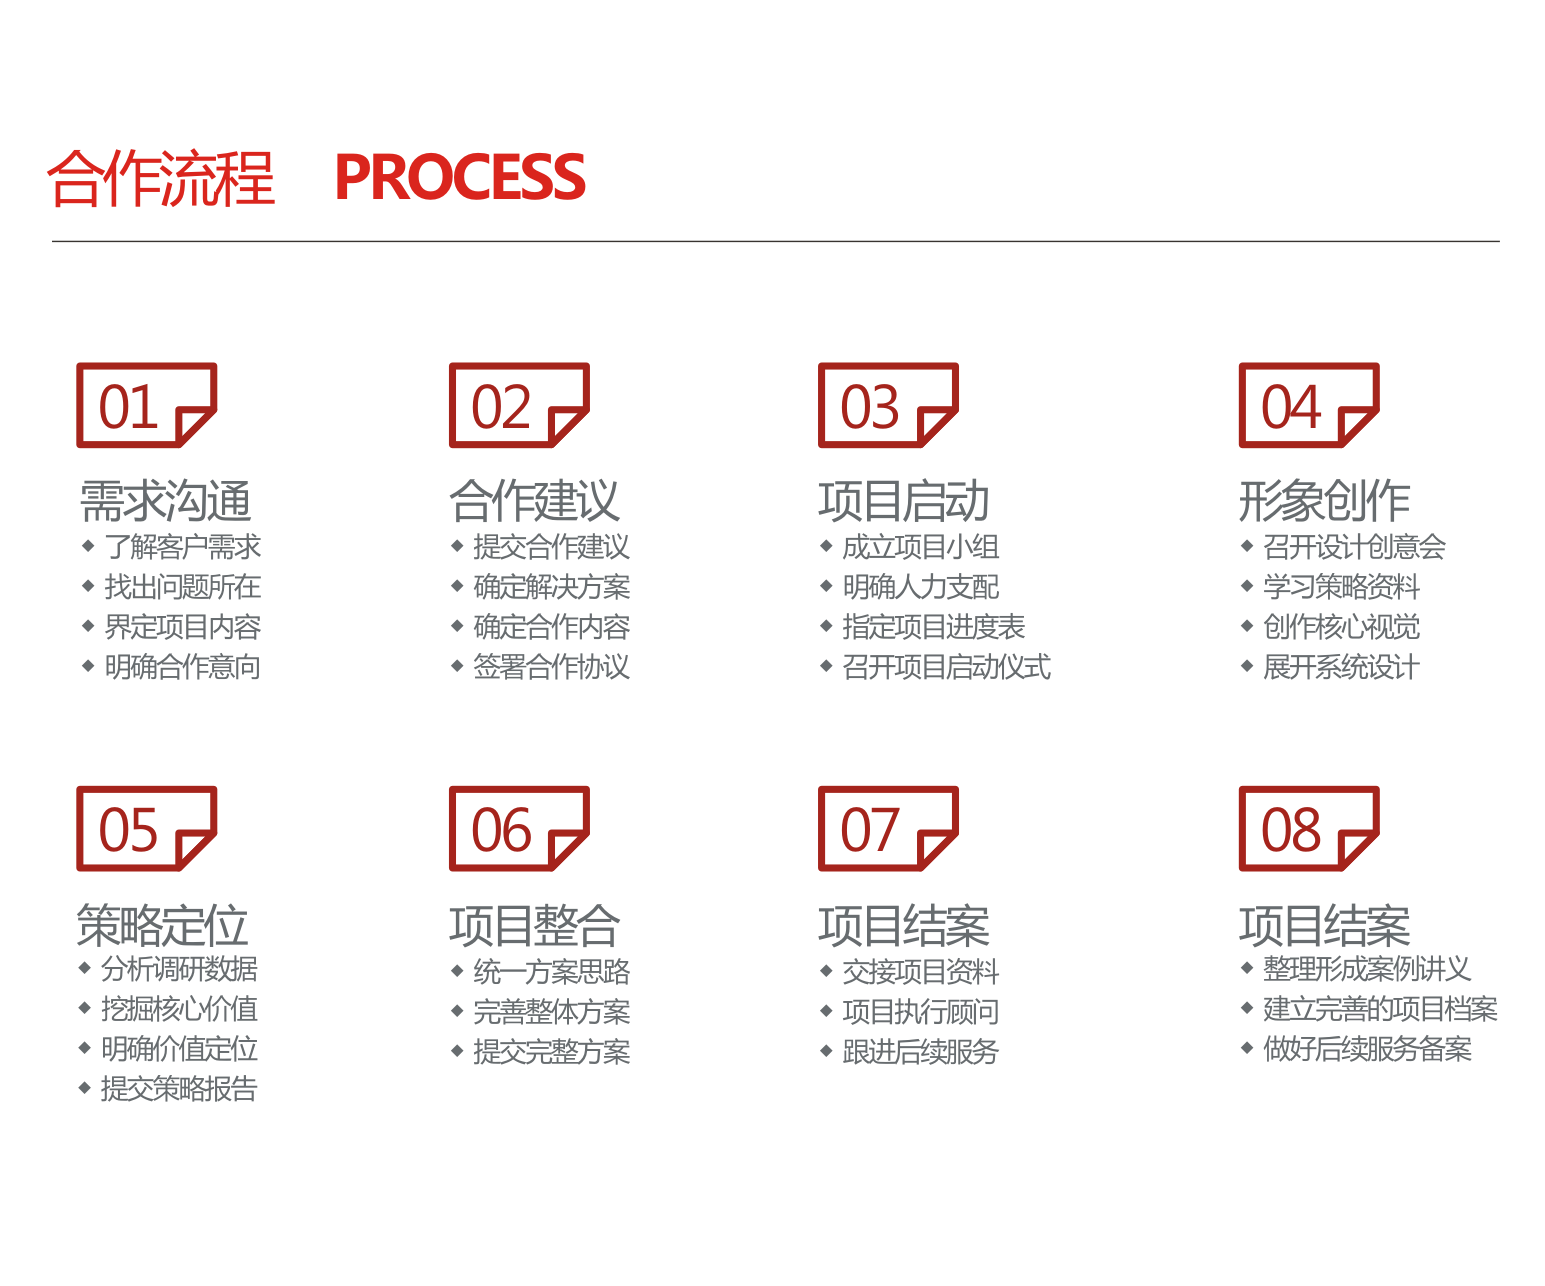 合作流程 PROCESS
01
需求沟通
了解客户需求
找出问题所在
界定项目内容
明确合作意向
02
合作建议
提交合作建议
确定解决方案
确定合作内容
签署合作协议
03
项目启动
成立项目小组
明确人力支配
指定项目进度表
召开项目启动仪式
04
形象创作
召开设计创意会
学习策略资料
创作核心视觉
展开系统设计
05
策略定位
分析调研数据
挖掘核心价值
明确价值定位
提交策略报告
06
项目整合
统一方案思路
完善整体方案
提交完整方案
07
项目结案
交接项目资料
项目执行顾问
跟进后续服务
08
项目结案
整理形成案例讲义
建立完善的项目档案
做好后续服务备案